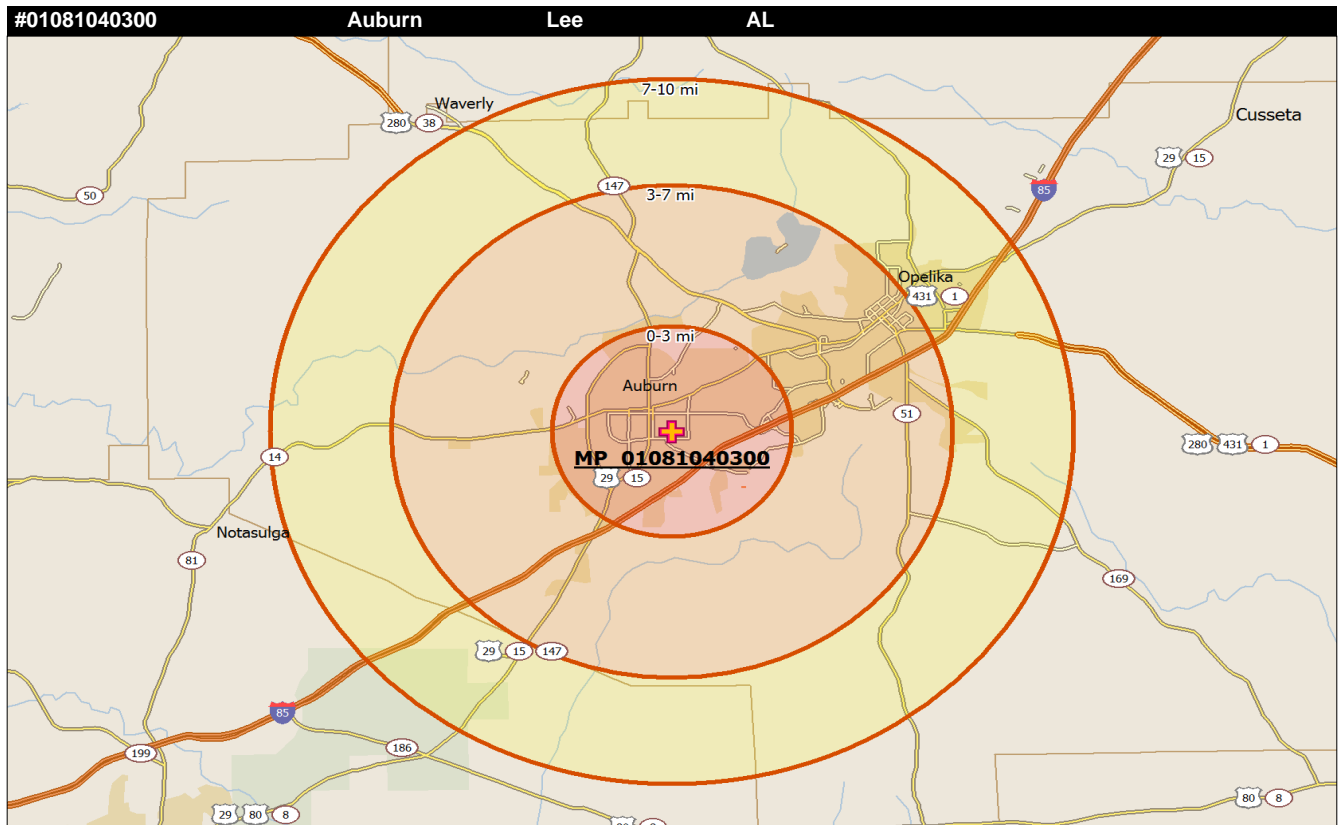 #01081040300 Auburn Lee AL
7-10 mi
Waverly
280 38
Cusseta
29 15
50
147
3-7 mi
85
Opelika
431 1
0-3 mi
Auburn
51
MP 01081040300
280 431 1
14
29 15
Notasulga
81
169
29 15 147
85
199
186
29 80 8
80 8